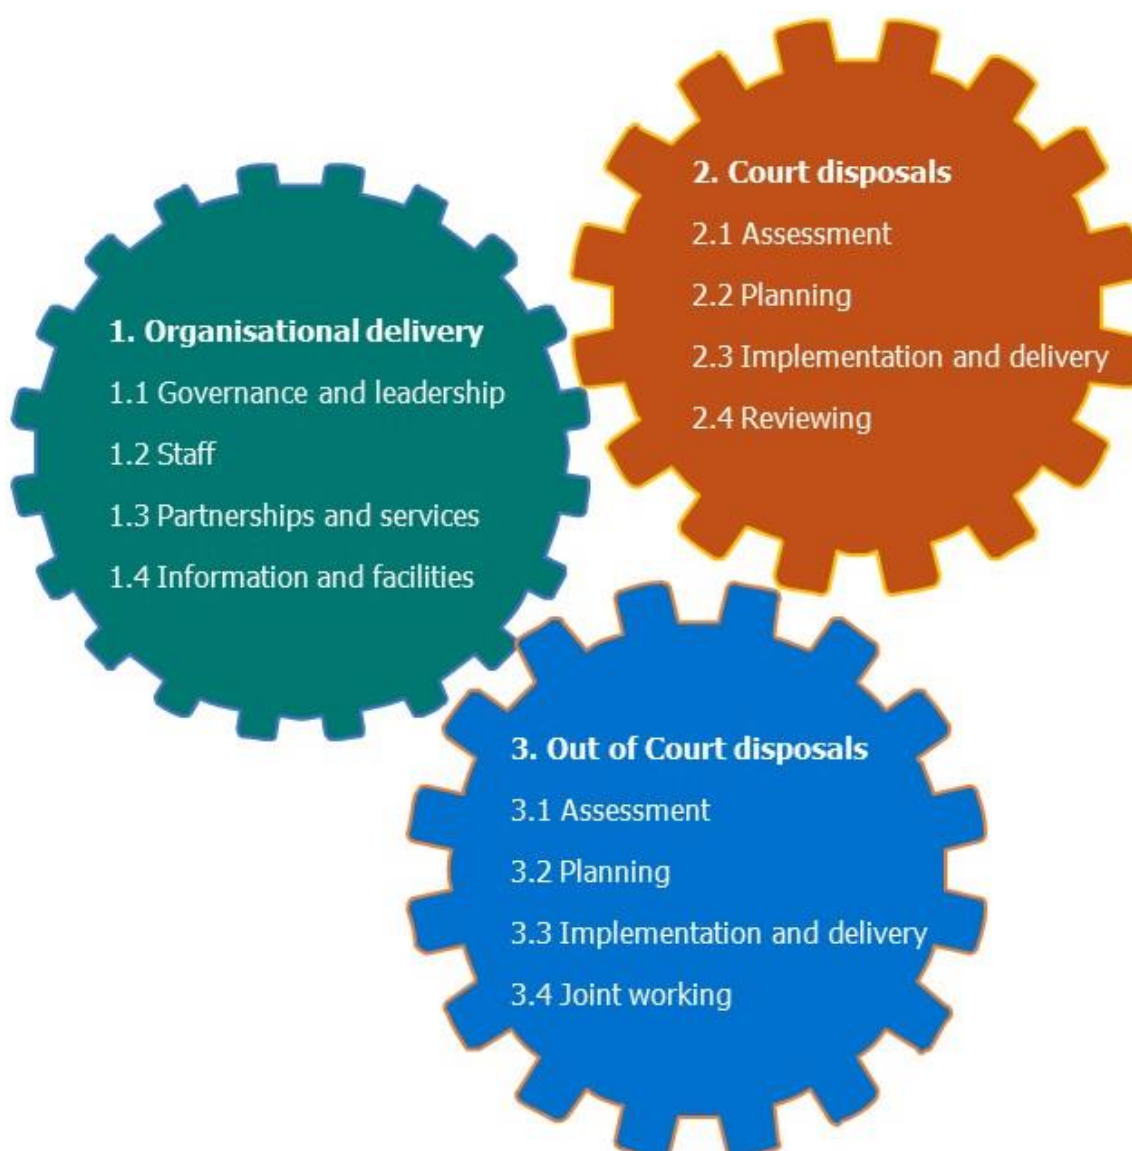 1. Organisational delivery
1.1 Governance and leadership
1.2 Staff
1.3 Partnerships and services
1.4 Information and facilities
2. Court disposals
2.1 Assessment
2.2 Planning
2.3 Implementation and delivery
2.4 Reviewing
3. Out of Court disposals
3.1 Assessment
3.2 Planning
3.3 Implementation and delivery
3.4 Joint working